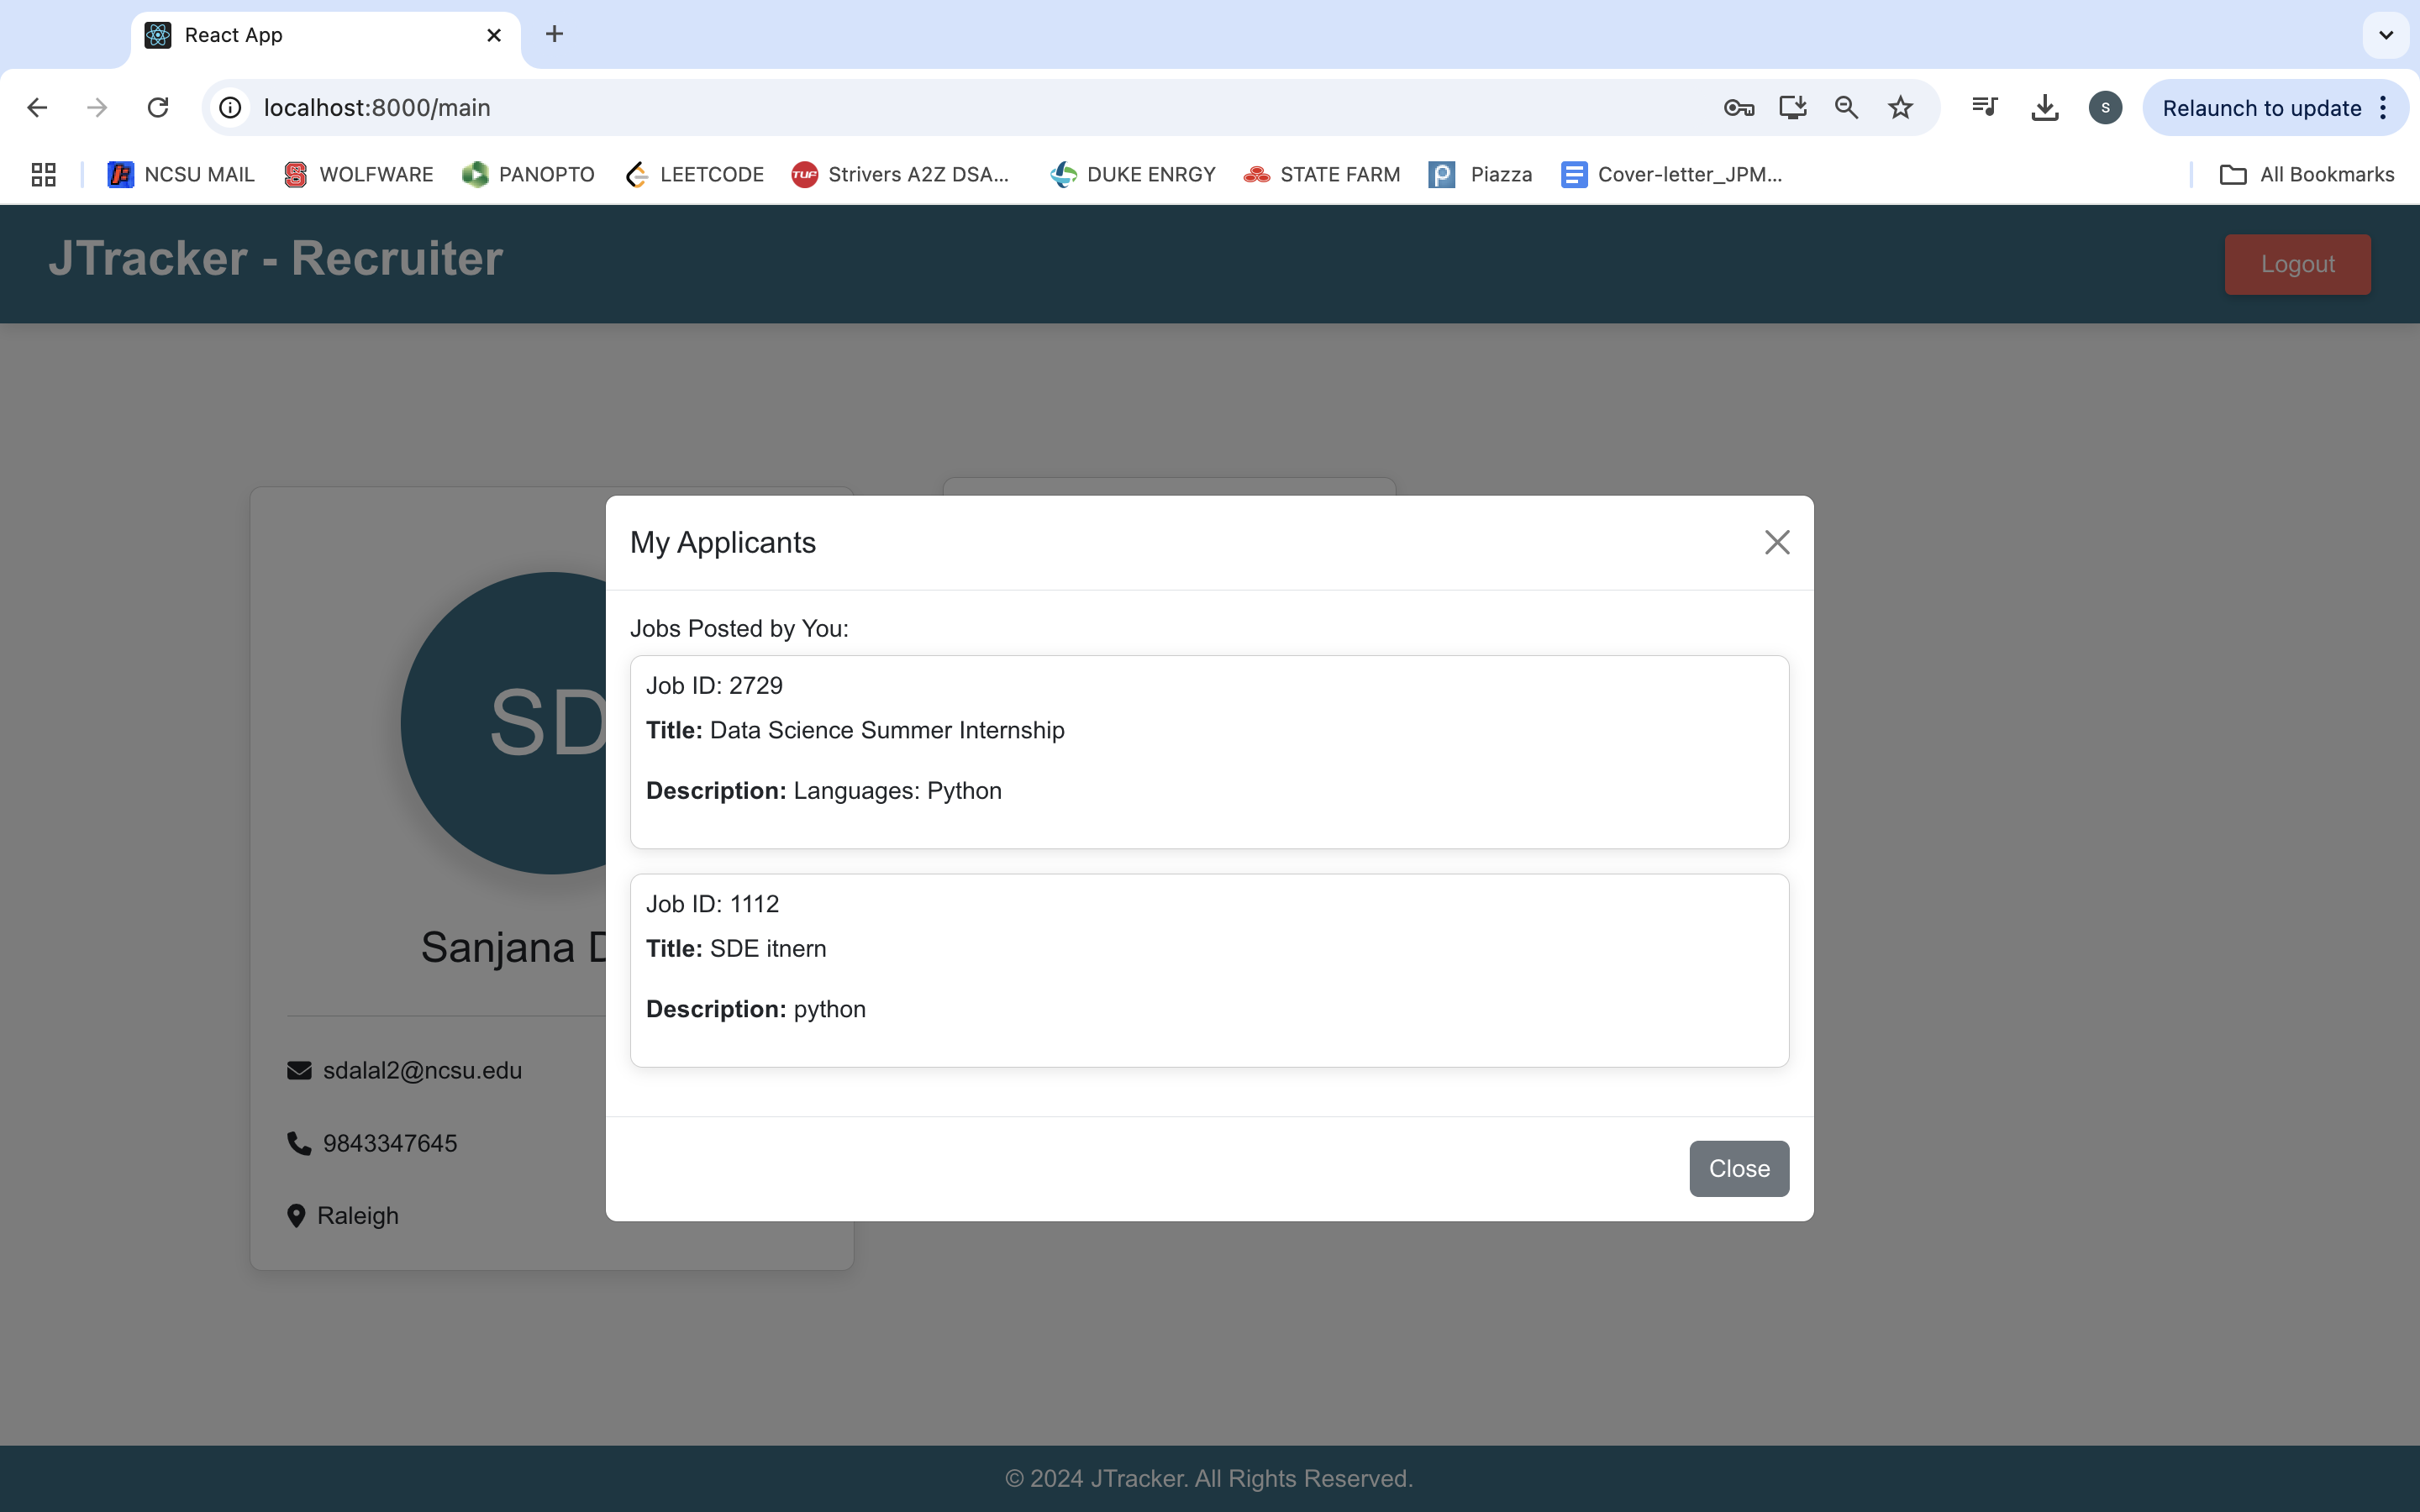 React App
localhost:8000/main
S
Relaunch to update
NCSU MAIL
WOLFWARE
PANOPTO
LEETCODE
TUF
Strivers A2Z DSA...
DUKE ENRGY
STATE FARM
Piazza
Cover-letter_JPM...
All Bookmarks
JTracker - Recruiter
Logout
My Applicants
Jobs Posted by You:
Job ID: 2729
Title: Data Science Summer Internship
Description: Languages: Python
Job ID: 1112
Title: SDE itnern
Description: python
Close
SD
Sanjana
sdalal2@ncsu.edu
9843347645
Raleigh
© 2024 JTracker. All Rights Reserved.